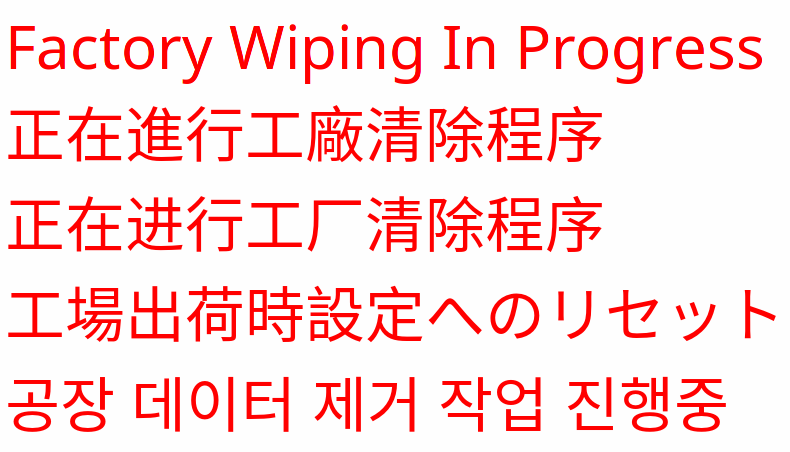 Factory Wiping In Progress
正在進行工廠清除程序
正在进行工厂清除程序
工場出荷時設定へのリセット
공장 데이터 제거 작업 진행중